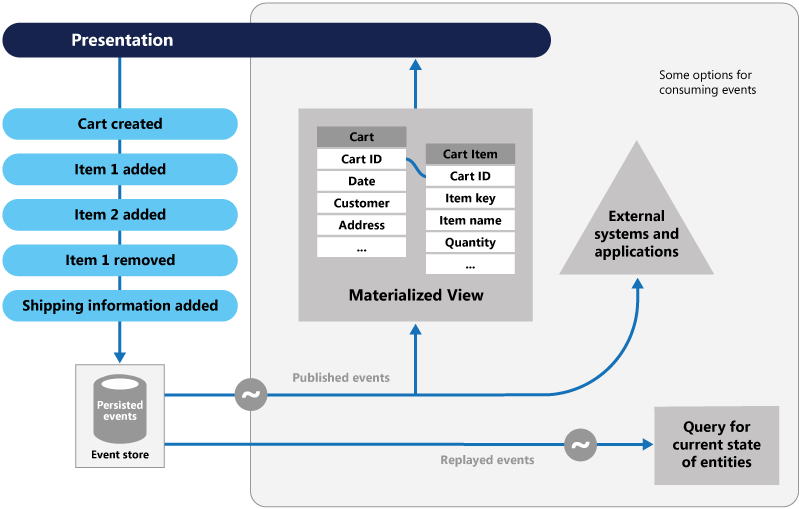 Presentation
Some options for
consuming events
Cart created
Item 1 added
Item 2 added
Item 1 removed
Shipping information added
Cart
Cart ID
Date
Customer
Address
...
Cart Item
Cart ID
Item key
Item name
Quantity
...
Materialized View
External
systems and
applications
Persisted
events
Event store
~
Published events
~
Replayed events
Query for
current state
of entities